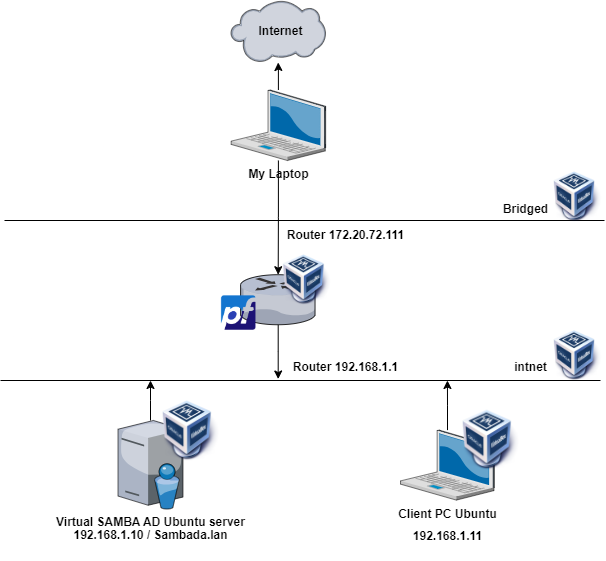 Internet
My Laptop
Bridged
Router 172.20.72.111
pf
Router 192.168.1.1
intnet
Virtual SAMBA AD Ubuntu server
192.168.1.10 / Sambada.lan
Client PC Ubuntu
192.168.1.11